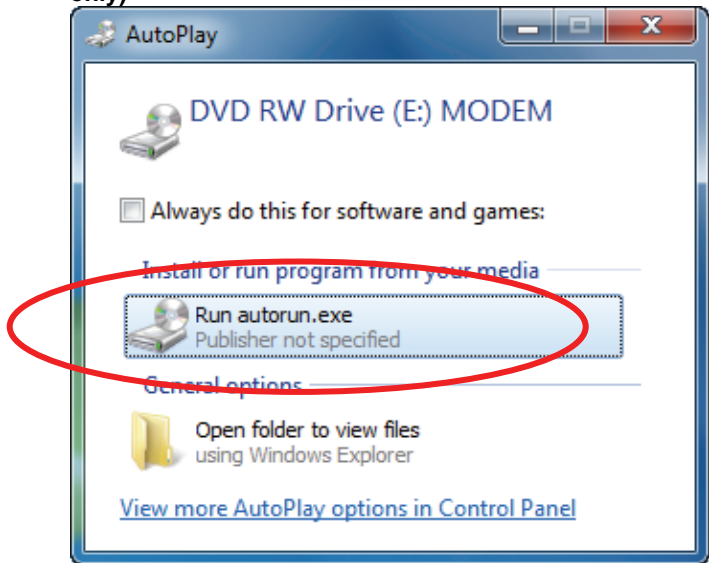 only)
AutoPlay
DVD RW Drive (E:) MODEM
Always do this for software and games:
Install or run program from your media
Run autorun.exe
Publisher not specified
General options
Open folder to view files
using Windows Explorer
View more AutoPlay options in Control Panel